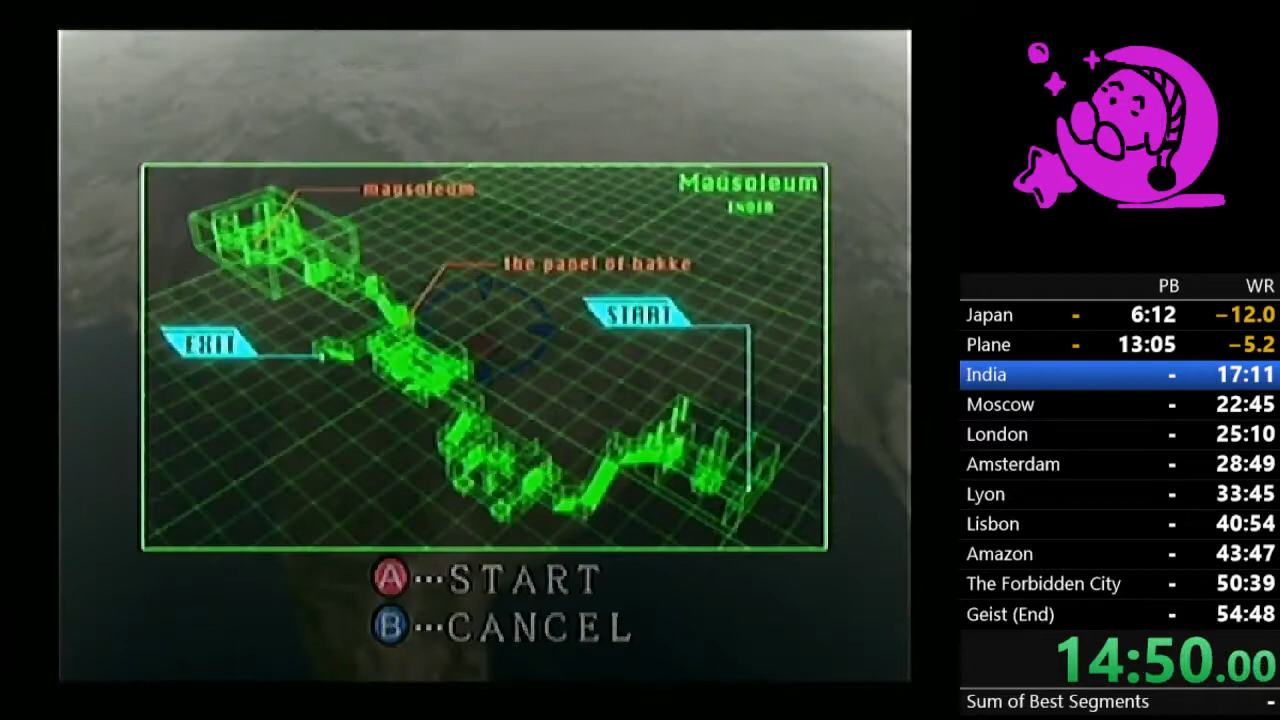 mausoleum
Mausoleum
INDIA
the panel of hakke
START
EXIT
A...START
B...CANCEL
PB WR
Japan - 6:12 −12.0
Plane - 13:05 −5.2
India - 17:11
Moscow - 22:45
London - 25:10
Amsterdam - 28:49
Lyon - 33:45
Lisbon - 40:54
Amazon - 43:47
The Forbidden City - 50:39
Geist (End) - 54:48
14:50.00
Sum of Best Segments -